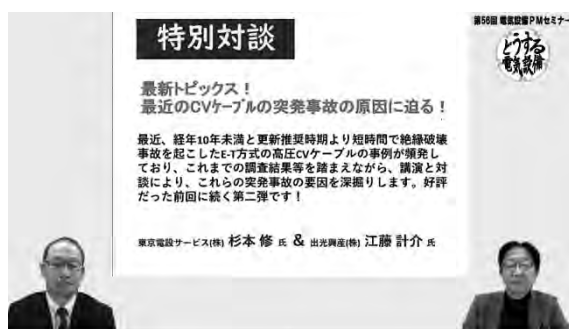 特別対談
第56回 電気設備PMセミナー
どうする
電気設備
最新トピックス！
最近のCVケーブルの突発事故の原因に迫る！
最近、経年10年未満と更新推奨時期より短時間で絶縁破壊
事故を起こしたE-T方式の高圧CVケーブルの事例が頻発し
ており、これまでの調査結果等を踏まえながら、講演と対
談により、これらの突発事故の要因を深掘りします。好評
だった前回に続く第二弾です！
東京電設サービス(株) 杉本 修 氏 & 出光興産(株) 江藤 計介 氏